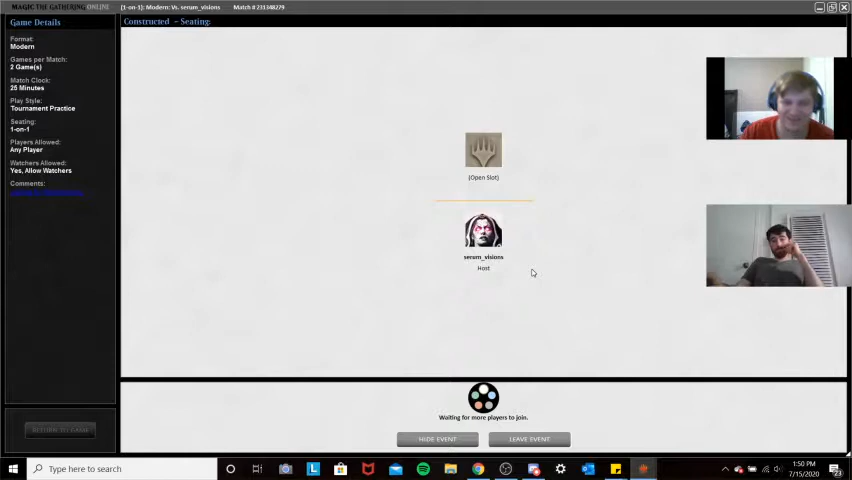 MAGIC THE GATHERING ONLINE
(1-on-1): Modern: Vs. serum_visions
Match # 231348279
Game Details
Constructed - Seating:
Format:
Modern
Games per Match:
2 Game(s)
Match Clock:
25 Minutes
Play Style:
Tournament Practice
Seating:
1-on-1
Players Allowed:
Any Player
Watchers Allowed:
Yes, Allow Watchers
Comments:
(Open Slot)
serum_visions
Host
Waiting for more players to join.
RETURN TO GAME
HIDE EVENT
LEAVE EVENT
Type here to search
1:50 PM
7/15/2020
23